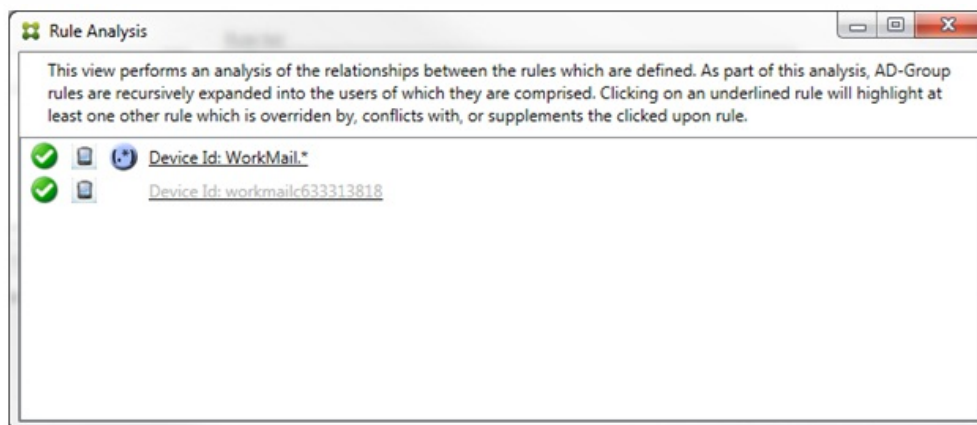 Rule Analysis
This view performs an analysis of the relationships between the rules which are defined. As part of this analysis, AD-Group
rules are recursively expanded into the users of which they are comprised. Clicking on an underlined rule will highlight at
least one other rule which is overriden by, conflicts with, or supplements the clicked upon rule.
(.*) Device Id: WorkMail.*
Device Id: workmailc633313818